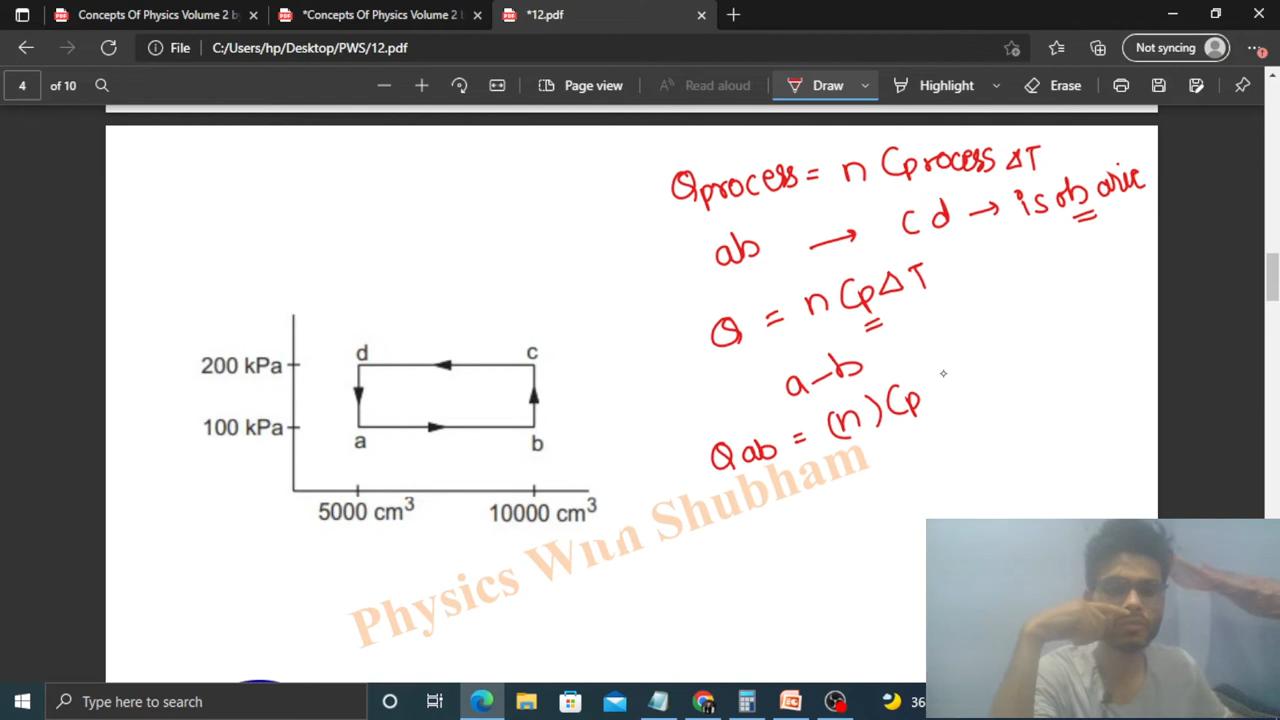 Concepts Of Physics Volume 2 b
*Concepts Of Physics Volume 2
*12.pdf
File
C:/Users/hp/Desktop/PWS/12.pdf
Not syncing
4 of 10
Page view
Read aloud
Draw
Highlight
Erase
Qprocess = n Cprocess ΔT
ab → cd → isobaric
Q = n Cp ΔT
a-b
Qab = (n) Cp
d c
200 kPa
100 kPa
a b
5000 cm³ 10000 cm³
Physics With Shubham
Type here to search
36